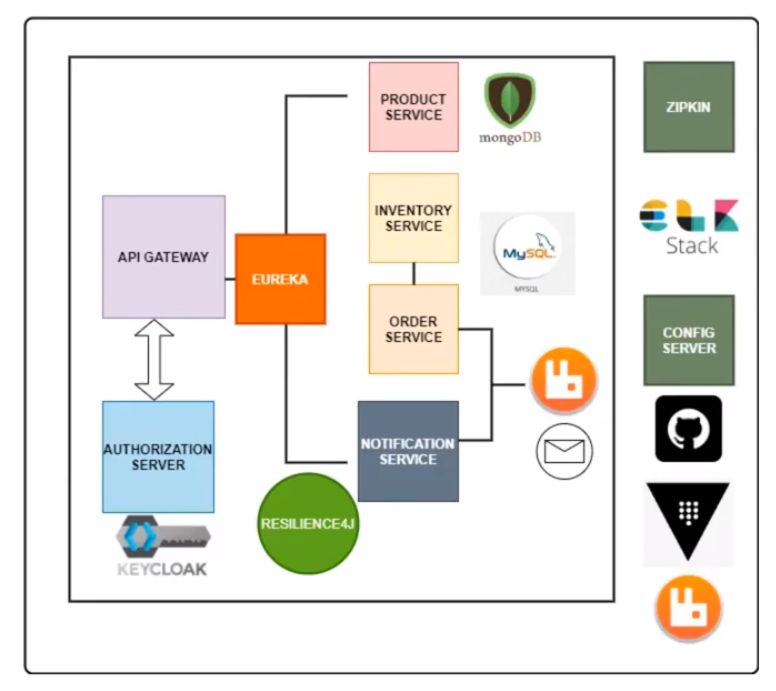 PRODUCT
SERVICE
mongoDB
ZIPKIN
INVENTORY
SERVICE
API GATEWAY
EUREKA
MySQL
MYSQL
ELK
Stack
ORDER
SERVICE
CONFIG
SERVER
AUTHORIZATION
SERVER
NOTIFICATION
SERVICE
RESILIENCE4J
KEYCLOAK